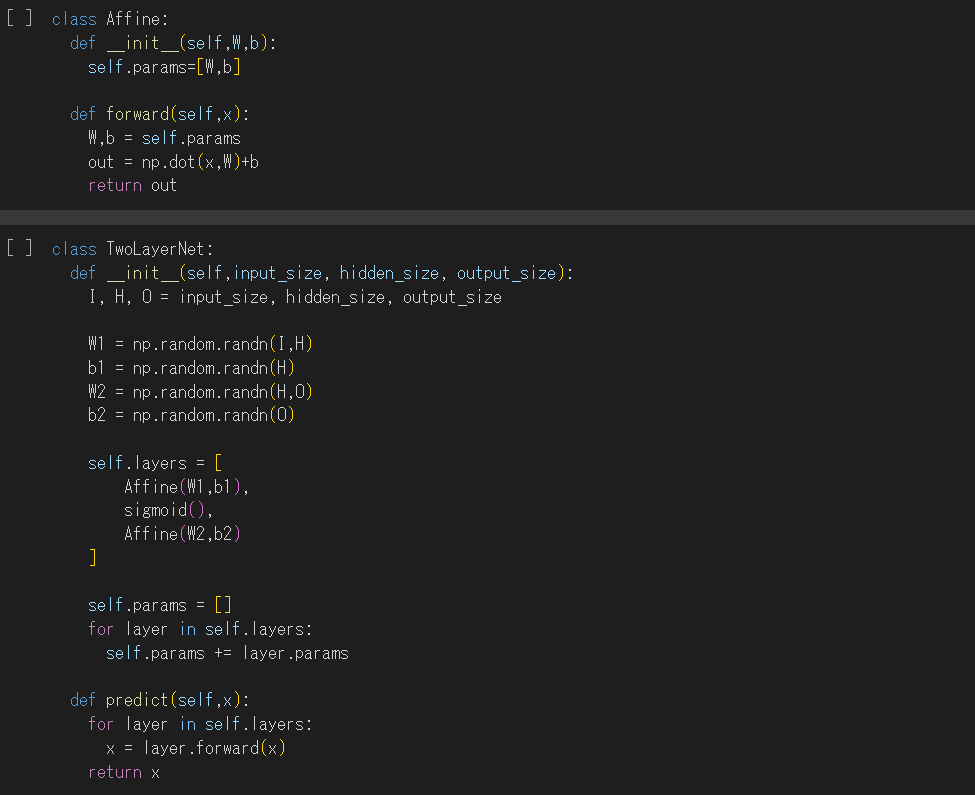 [ ] class Affine:
def __init__(self,W,b):
self.params=[W,b]
def forward(self,x):
W,b = self.params
out = np.dot(x,W)+b
return out
[ ] class TwoLayerNet:
def __init__(self,input_size, hidden_size, output_size):
I, H, O = input_size, hidden_size, output_size
W1 = np.random.randn(I,H)
b1 = np.random.randn(H)
W2 = np.random.randn(H,O)
b2 = np.random.randn(O)
self.layers = [
Affine(W1,b1),
sigmoid(),
Affine(W2,b2)
]
self.params = []
for layer in self.layers:
self.params += layer.params
def predict(self,x):
for layer in self.layers:
x = layer.forward(x)
return x